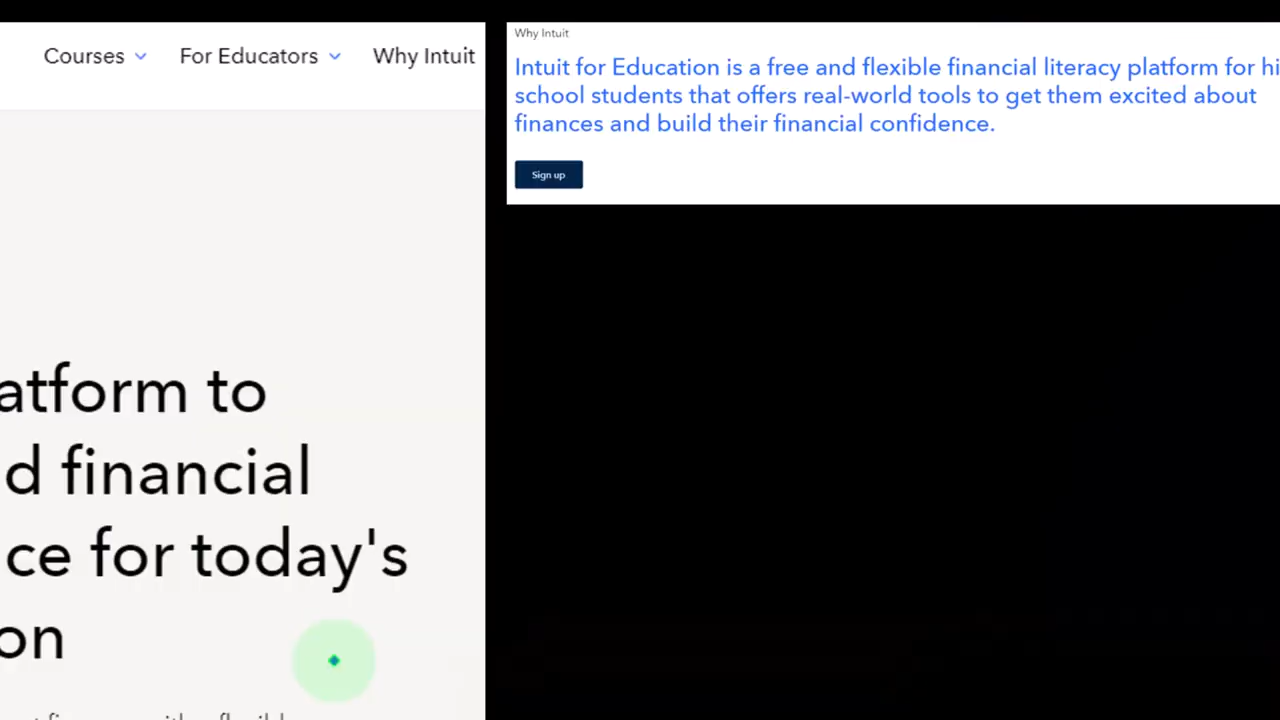 Courses For Educators Why Intuit
atform to
d financial
ce for today's
on
Why Intuit
Intuit for Education is a free and flexible financial literacy platform for hi
school students that offers real-world tools to get them excited about
finances and build their financial confidence.
Sign up